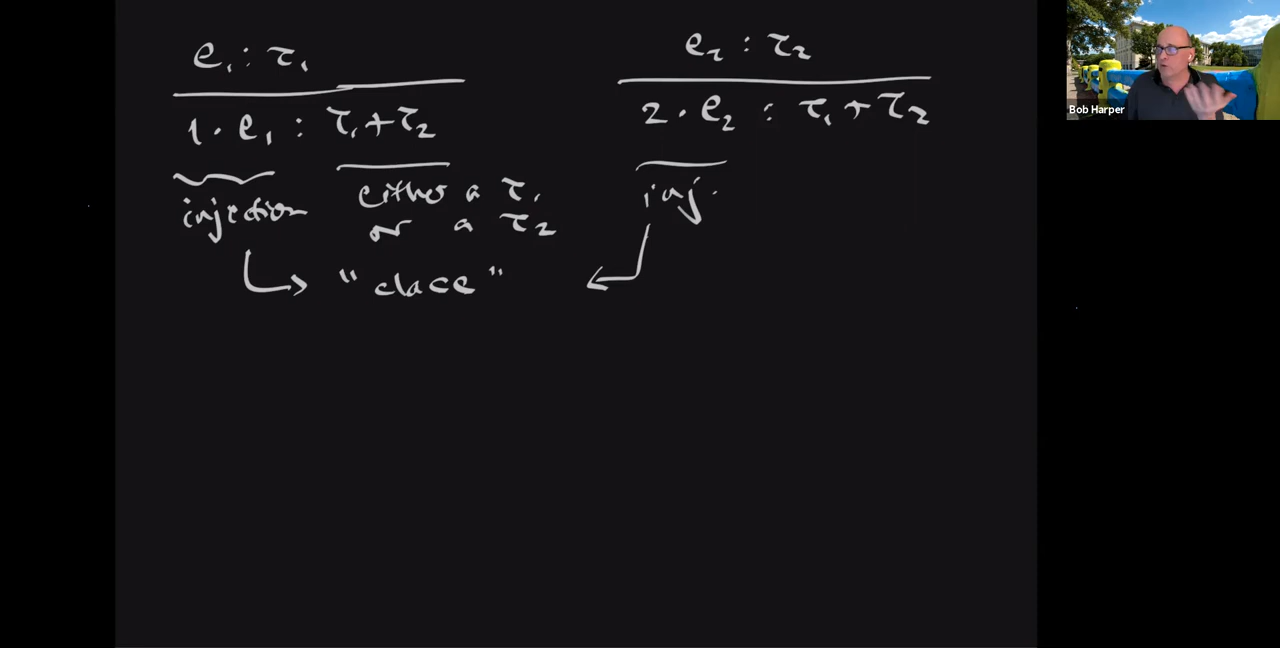 e₁ : τ₁
1 · e₁ : τ₁ + τ₂
injection
either a τ₁
or a τ₂
e₂ : τ₂
2 · e₂ : τ₁ + τ₂
inj.
"class"
Bob Harper